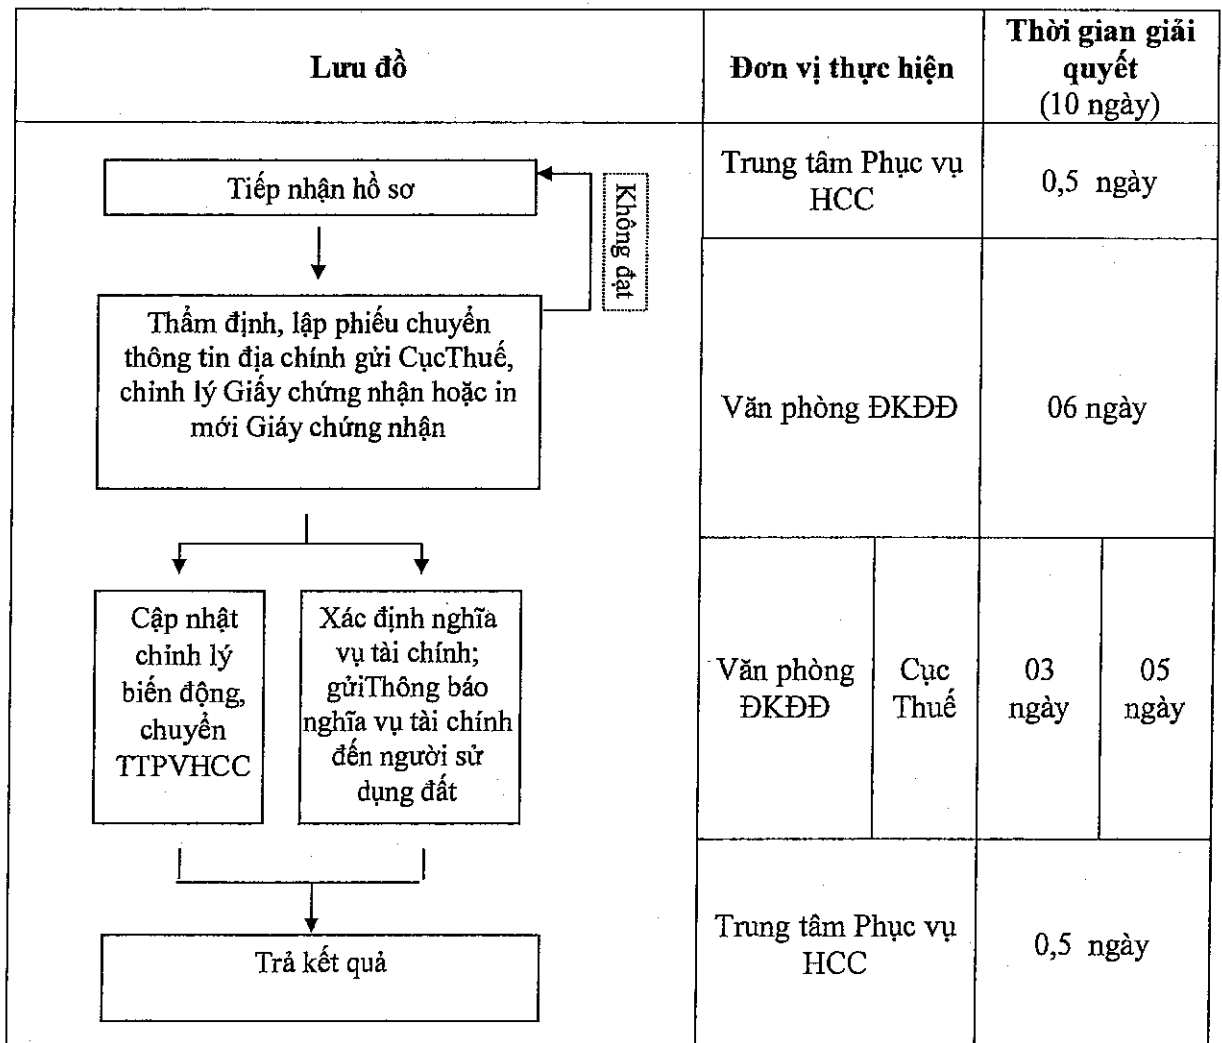 Lưu đồ
Đơn vị thực hiện
Thời gian giải
quyết
(10 ngày)
Tiếp nhận hồ sơ
Không đạt
Trung tâm Phục vụ
HCC
0,5 ngày
Thẩm định, lập phiếu chuyển
thông tin địa chính gửi CụcThuế,
chỉnh lý Giấy chứng nhận hoặc in
mới Giáy chứng nhận
Văn phòng ĐKĐĐ
06 ngày
Cập nhật
chỉnh lý
biến động,
chuyển
TTPVHCC
Xác định nghĩa
vụ tài chính;
gửiThông báo
nghĩa vụ tài chính
đến người sử
dụng đất
Văn phòng
ĐKĐĐ
Cục
Thuế
03
ngày
05
ngày
Trả kết quả
Trung tâm Phục vụ
HCC
0,5 ngày